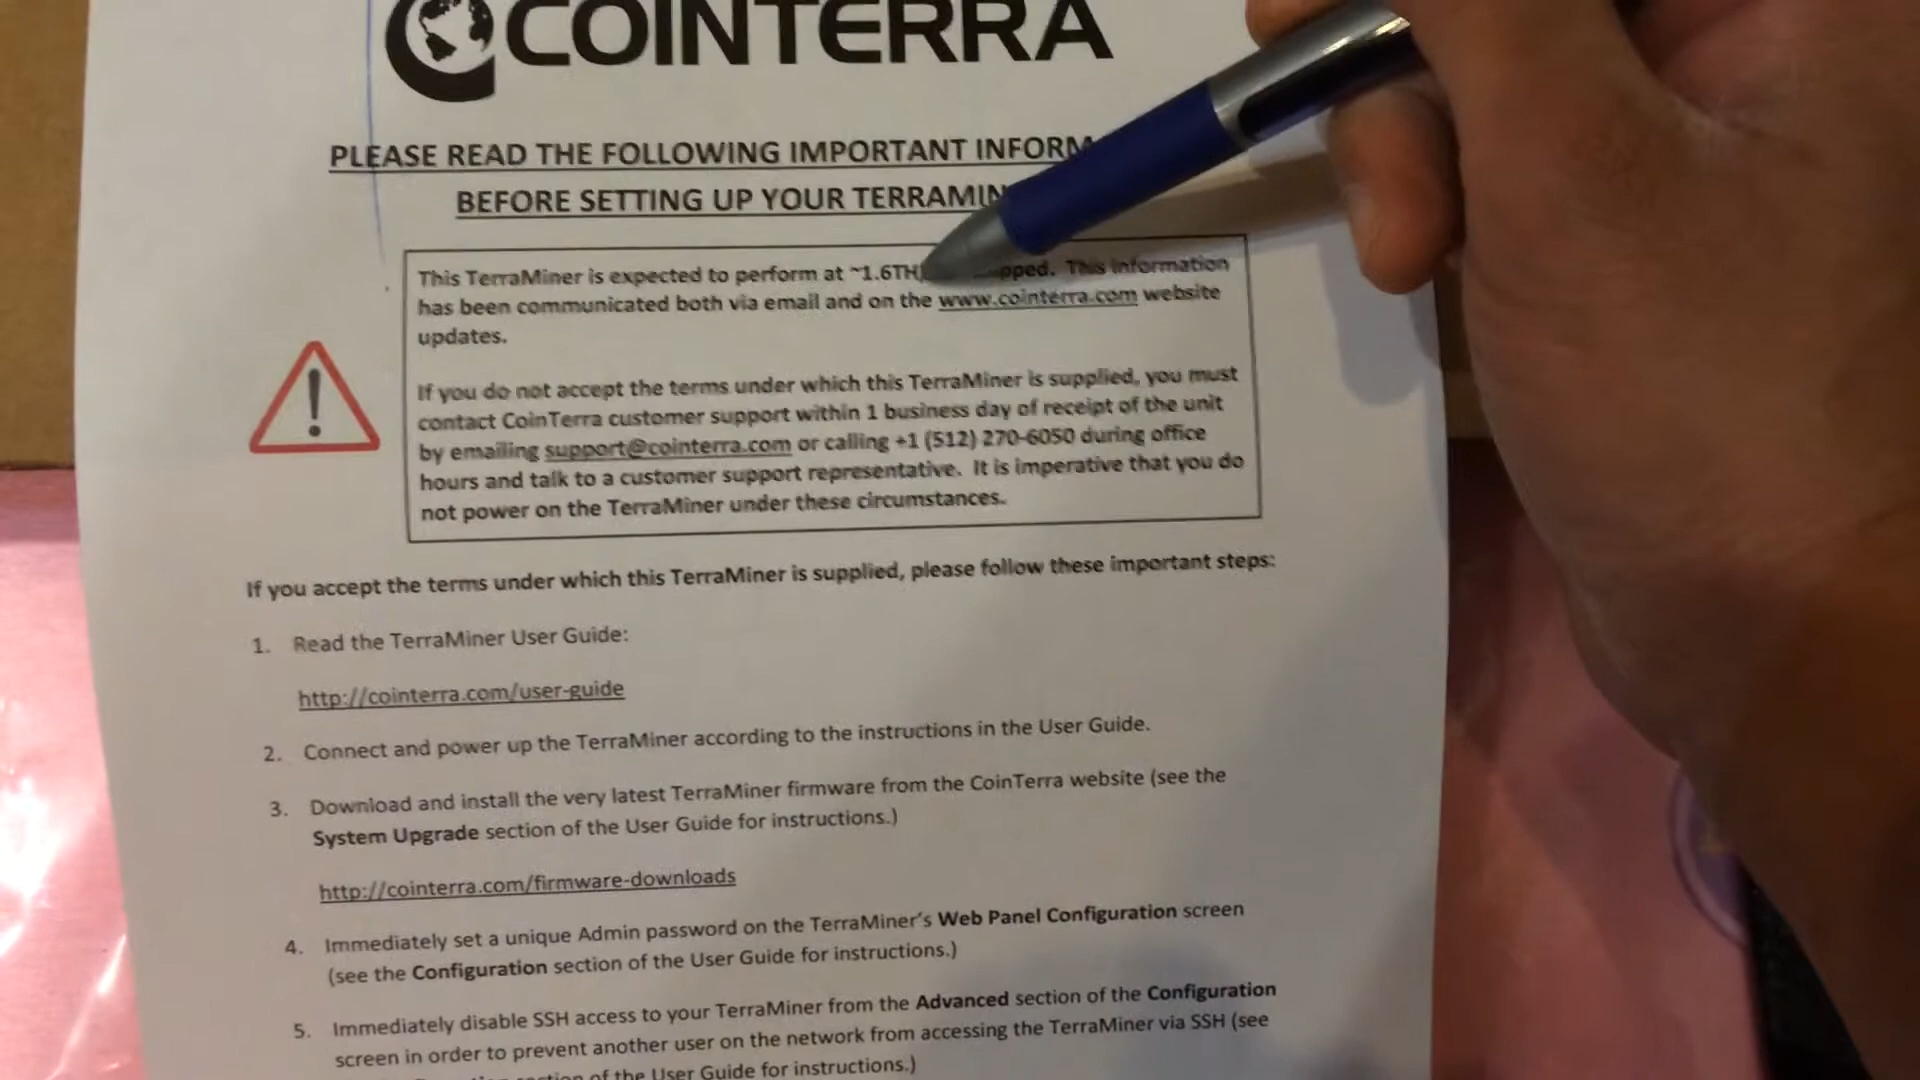 COINTERRA
PLEASE READ THE FOLLOWING IMPORTANT
BEFORE SETTING UP YOUR
This TerraMiner is expected to perform at ~1.6TH This information
has been communicated both via email and on the www.cointerra.com website
updates.
If you do not accept the terms under which this TerraMiner is supplied, you must
contact CoinTerra customer support within 1 business day of receipt of the unit
by emailing support@cointerra.com or calling +1 (512) 270-6050 during office
hours and talk to a customer support representative. It is imperative that you do
not power on the TerraMiner under these circumstances.
If you accept the terms under which this TerraMiner is supplied, please follow these important steps:
1. Read the TerraMiner User Guide:
http://cointerra.com/user-guide
2. Connect and power up the TerraMiner according to the instructions in the User Guide.
3. Download and install the very latest TerraMiner firmware from the CoinTerra website (see the
System Upgrade section of the User Guide for instructions.)
http://cointerra.com/firmware-downloads
4. Immediately set a unique Admin password on the TerraMiner's Web Panel Configuration screen
(see the Configuration section of the User Guide for instructions.)
5. Immediately disable SSH access to your TerraMiner from the Advanced section of the Configuration
screen in order to prevent another user on the network from accessing the TerraMiner via SSH (see
section of the User Guide for instructions.)